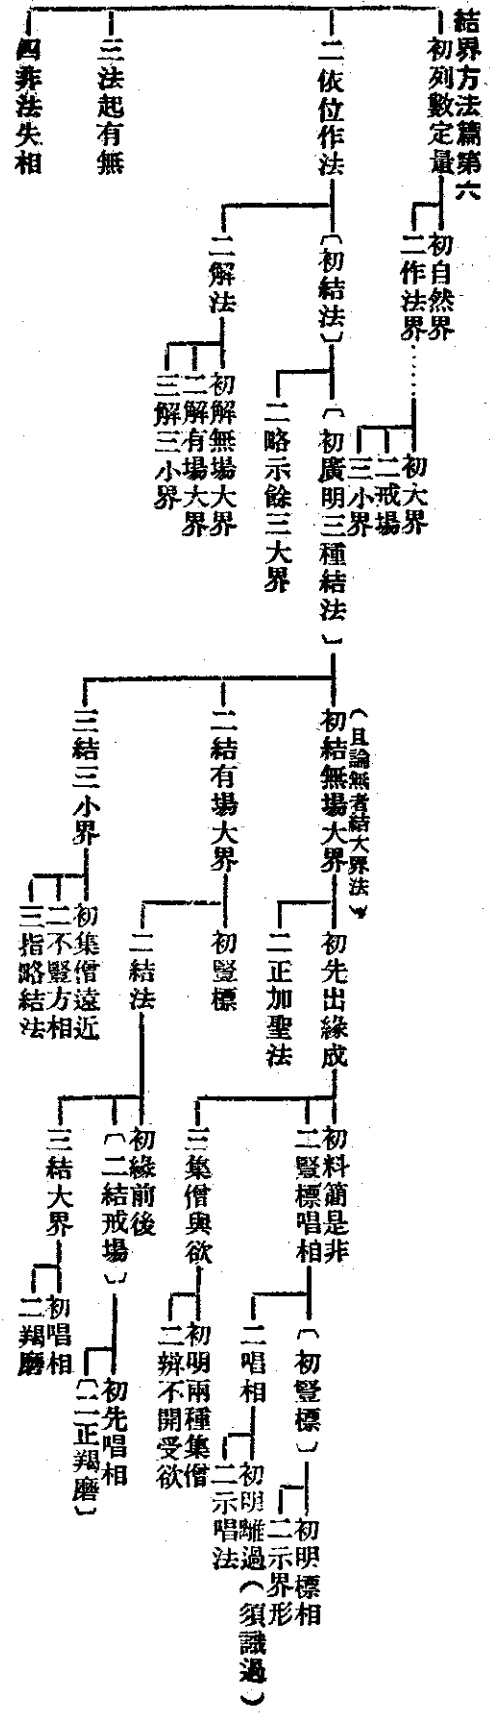 結界方法篇第六
初列數定量
初自然界
二作法界
初大界
二戒場
三小界
二依位作法
〔初結法〕
〔初廣明三種結法〕
(且論無者結大界法)
初結無場大界
初先出緣成
初料簡是非
二豎標唱相
〔初豎標〕
初明標相
二示界形
二唱相
初明離過(須識過)
二示唱法
三集僧與欲
初明兩種集僧
二辨不開受欲
二正加聖法
二結有場大界
初豎標
二結法
初緣前後
〔二結戒場〕
初先唱相
〔二正羯磨〕
三結大界
初唱相
二羯磨
三結三小界
初集僧遠近
二不豎方相
三指略結法
二略示餘三大界
二解法
初解無場大界
二解有場大界
三解三小界
三法起有無
四非法失相